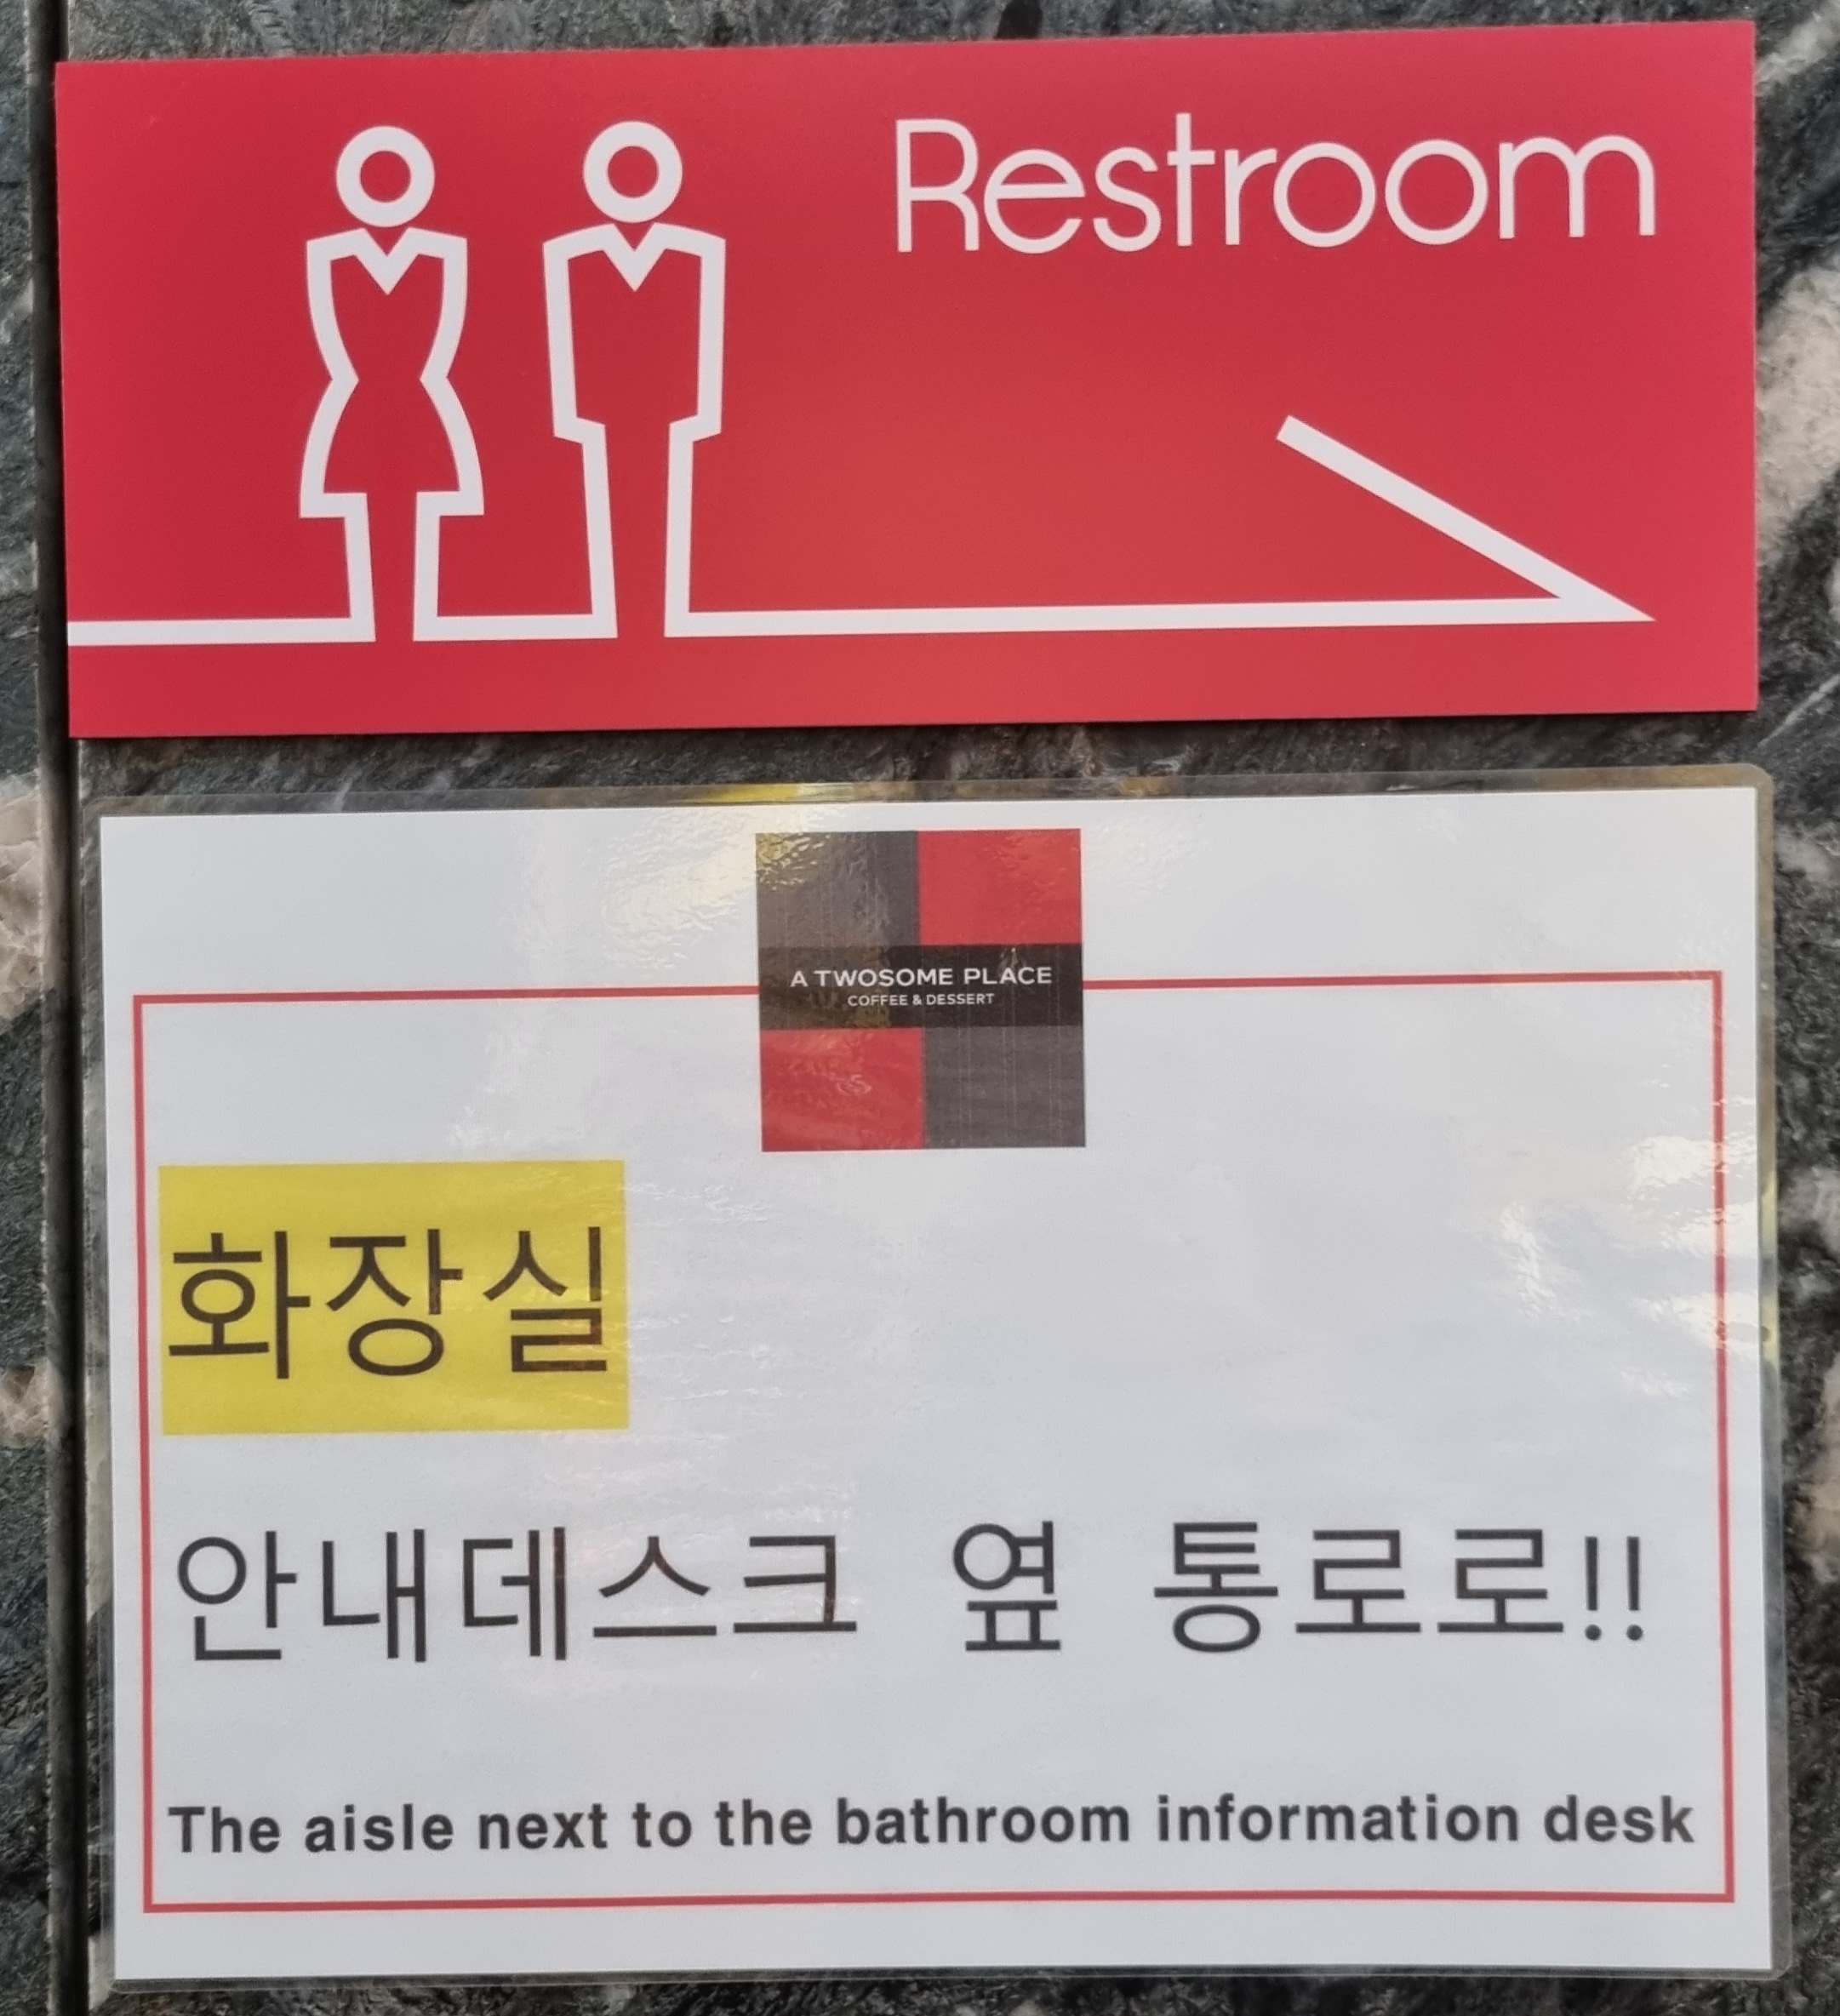 Restroom
A TWOSOME PLACE
COFFEE & DESSERT
화장실
안내데스크 옆 통로로!!
The aisle next to the bathroom information desk